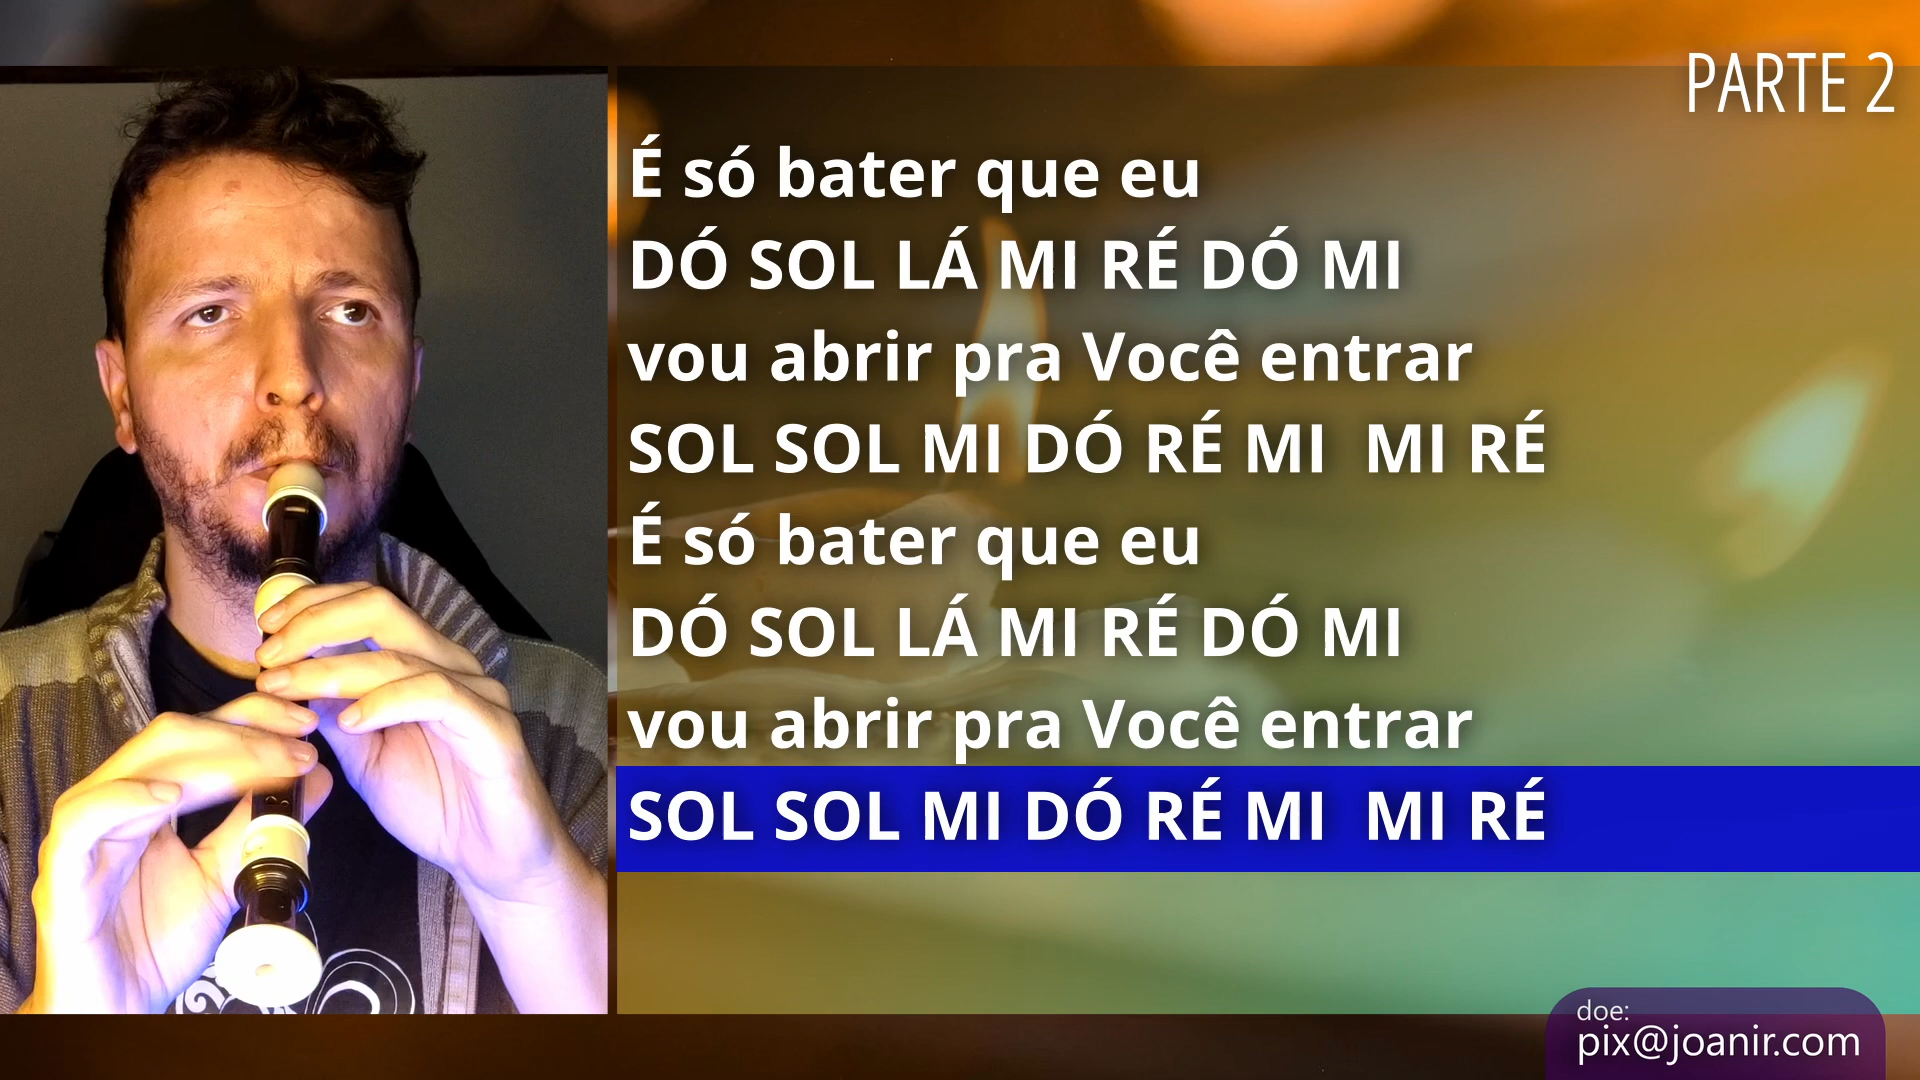 PARTE 2
É só bater que eu
DÓ SOL LÁ MI RÉ DÓ MI
vou abrir pra Você entrar
SOL SOL MI DÓ RÉ MI  MI RÉ
É só bater que eu
DÓ SOL LÁ MI RÉ DÓ MI
vou abrir pra Você entrar
SOL SOL MI DÓ RÉ MI  MI RÉ
doe:
pix@joanir.com